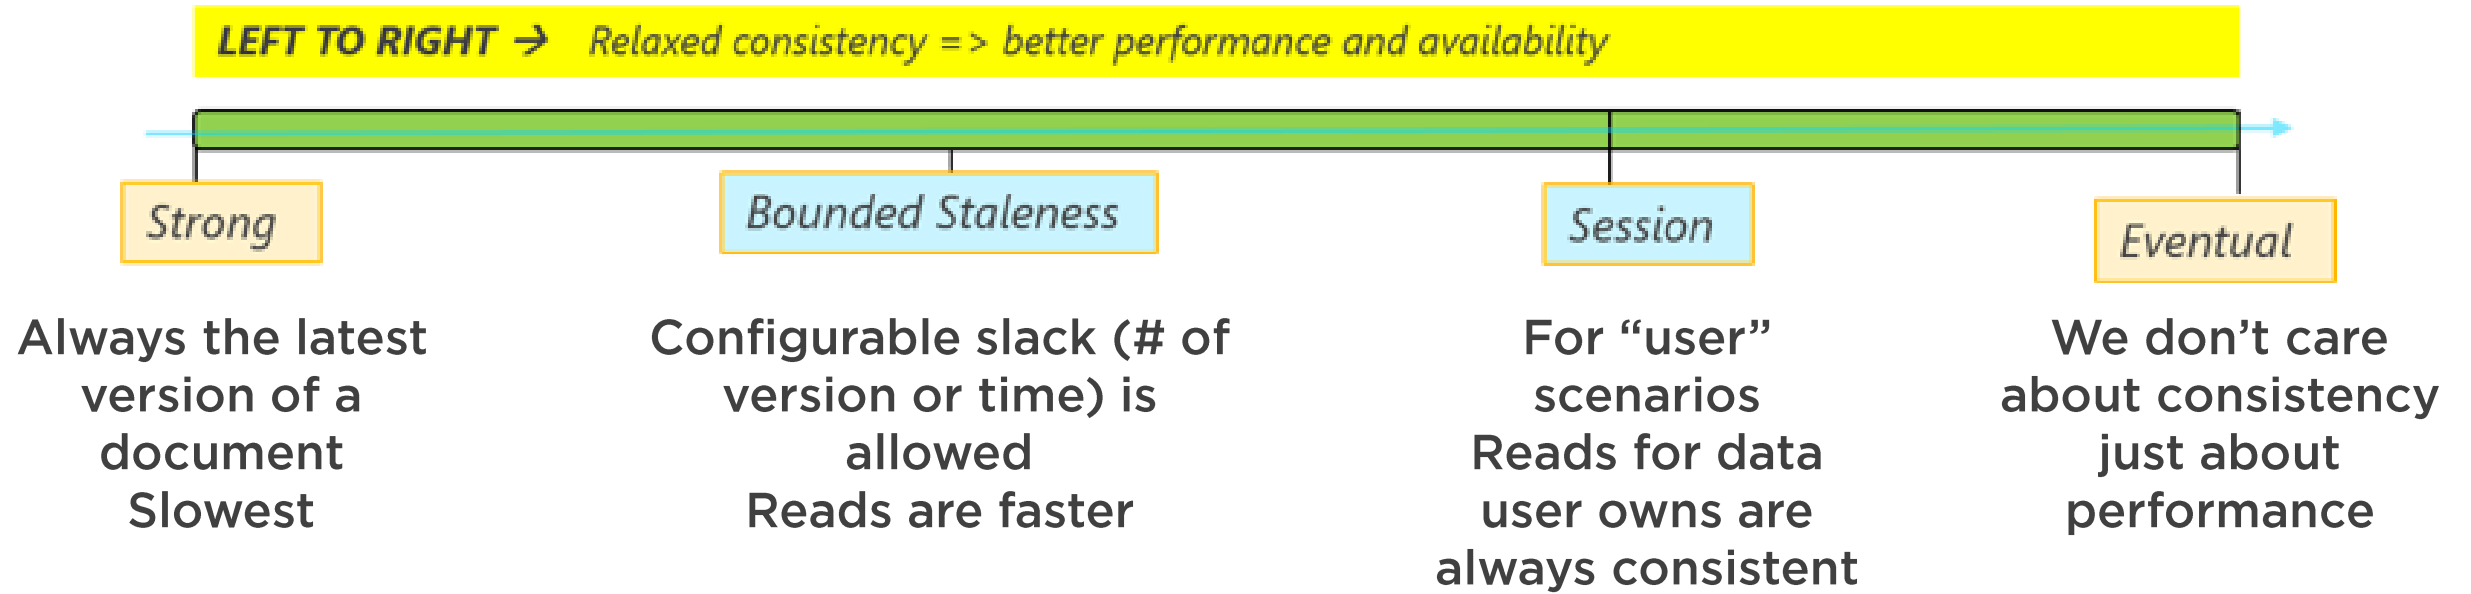 LEFT TO RIGHT → Relaxed consistency => better performance and availability
Strong
Bounded Staleness
Session
Eventual
Always the latest
version of a
document
Slowest
Configurable slack (# of
version or time) is
allowed
Reads are faster
For “user”
scenarios
Reads for data
user owns are
always consistent
We don’t care
about consistency
just about
performance